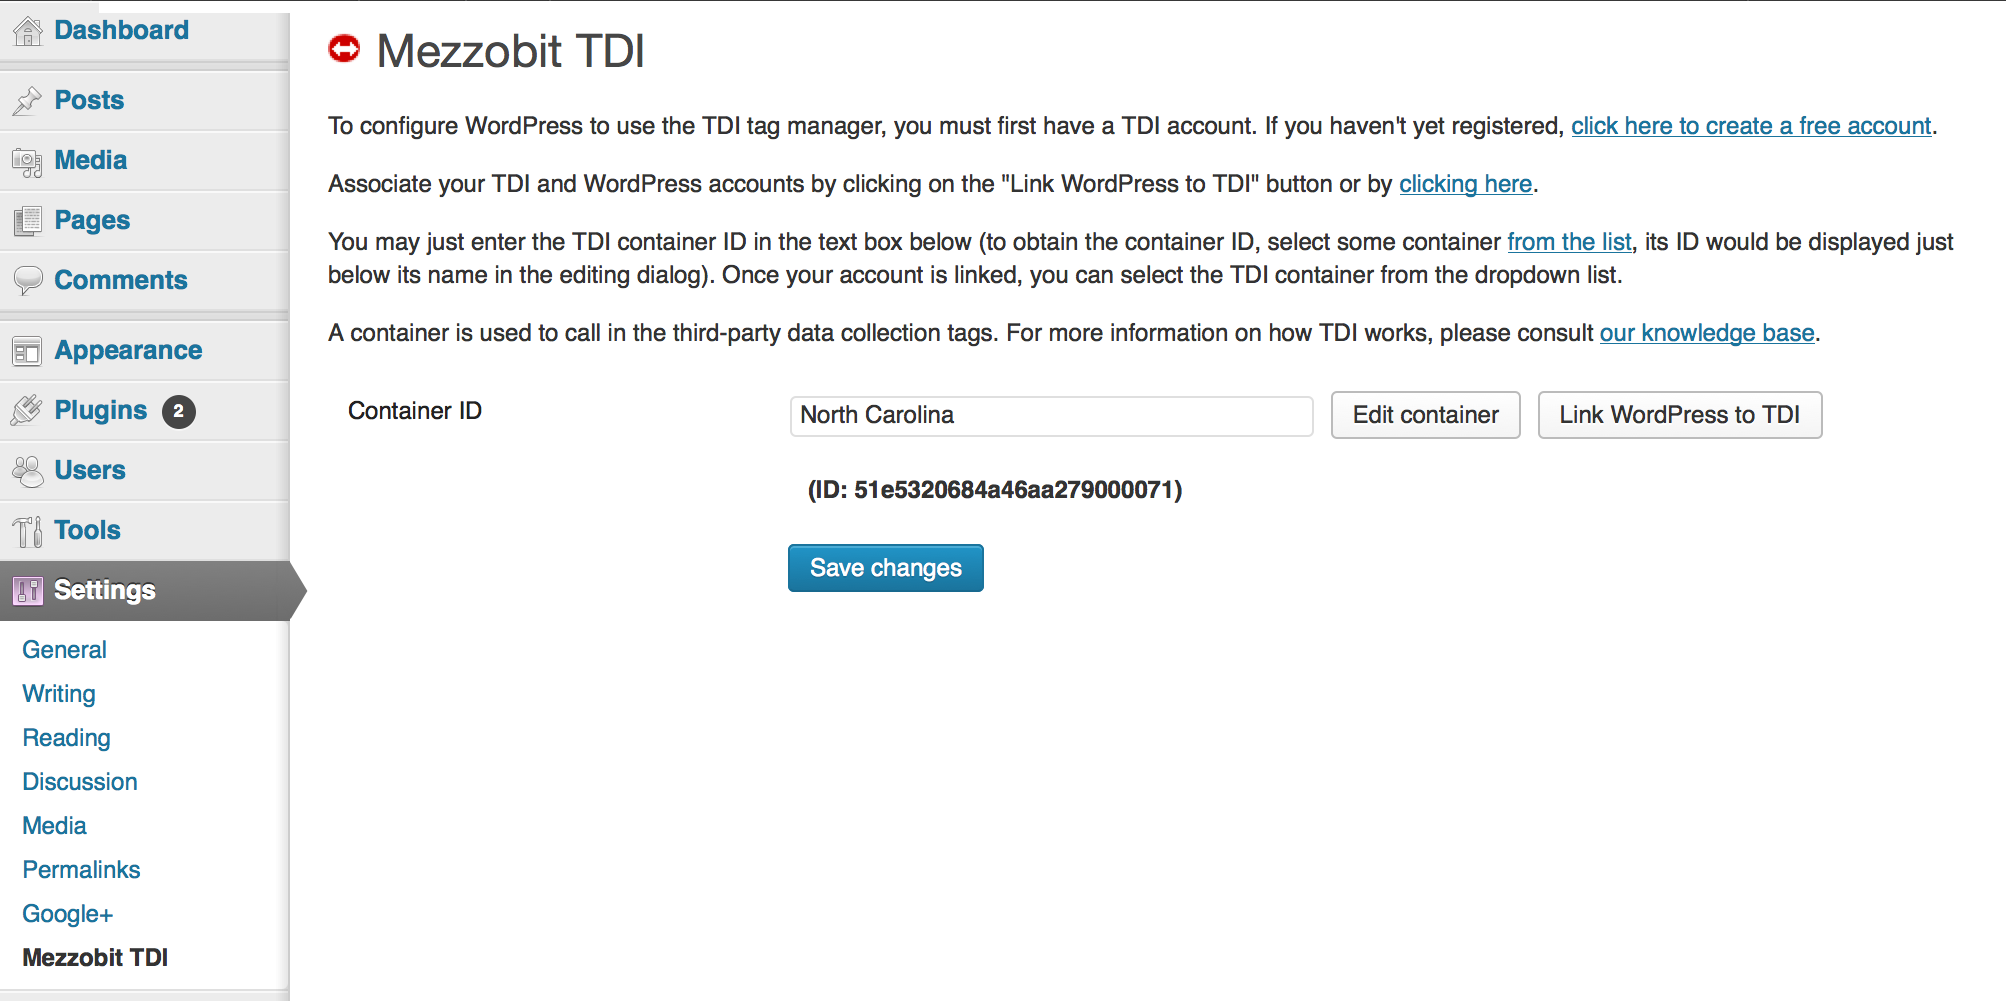 Dashboard
Posts
Media
Pages
Comments
Appearance
Plugins 2
Users
Tools
Settings
General
Writing
Reading
Discussion
Media
Permalinks
Google+
Mezzobit TDI
Mezzobit TDI
To configure WordPress to use the TDI tag manager, you must first have a TDI account. If you haven't yet registered, click here to create a free account.
Associate your TDI and WordPress accounts by clicking on the "Link WordPress to TDI" button or by clicking here.
You may just enter the TDI container ID in the text box below (to obtain the container ID, select some container from the list, its ID would be displayed just
below its name in the editing dialog). Once your account is linked, you can select the TDI container from the dropdown list.
A container is used to call in the third-party data collection tags. For more information on how TDI works, please consult our knowledge base.
Container ID North Carolina Edit container Link WordPress to TDI
(ID: 51e5320684a46aa279000071)
Save changes